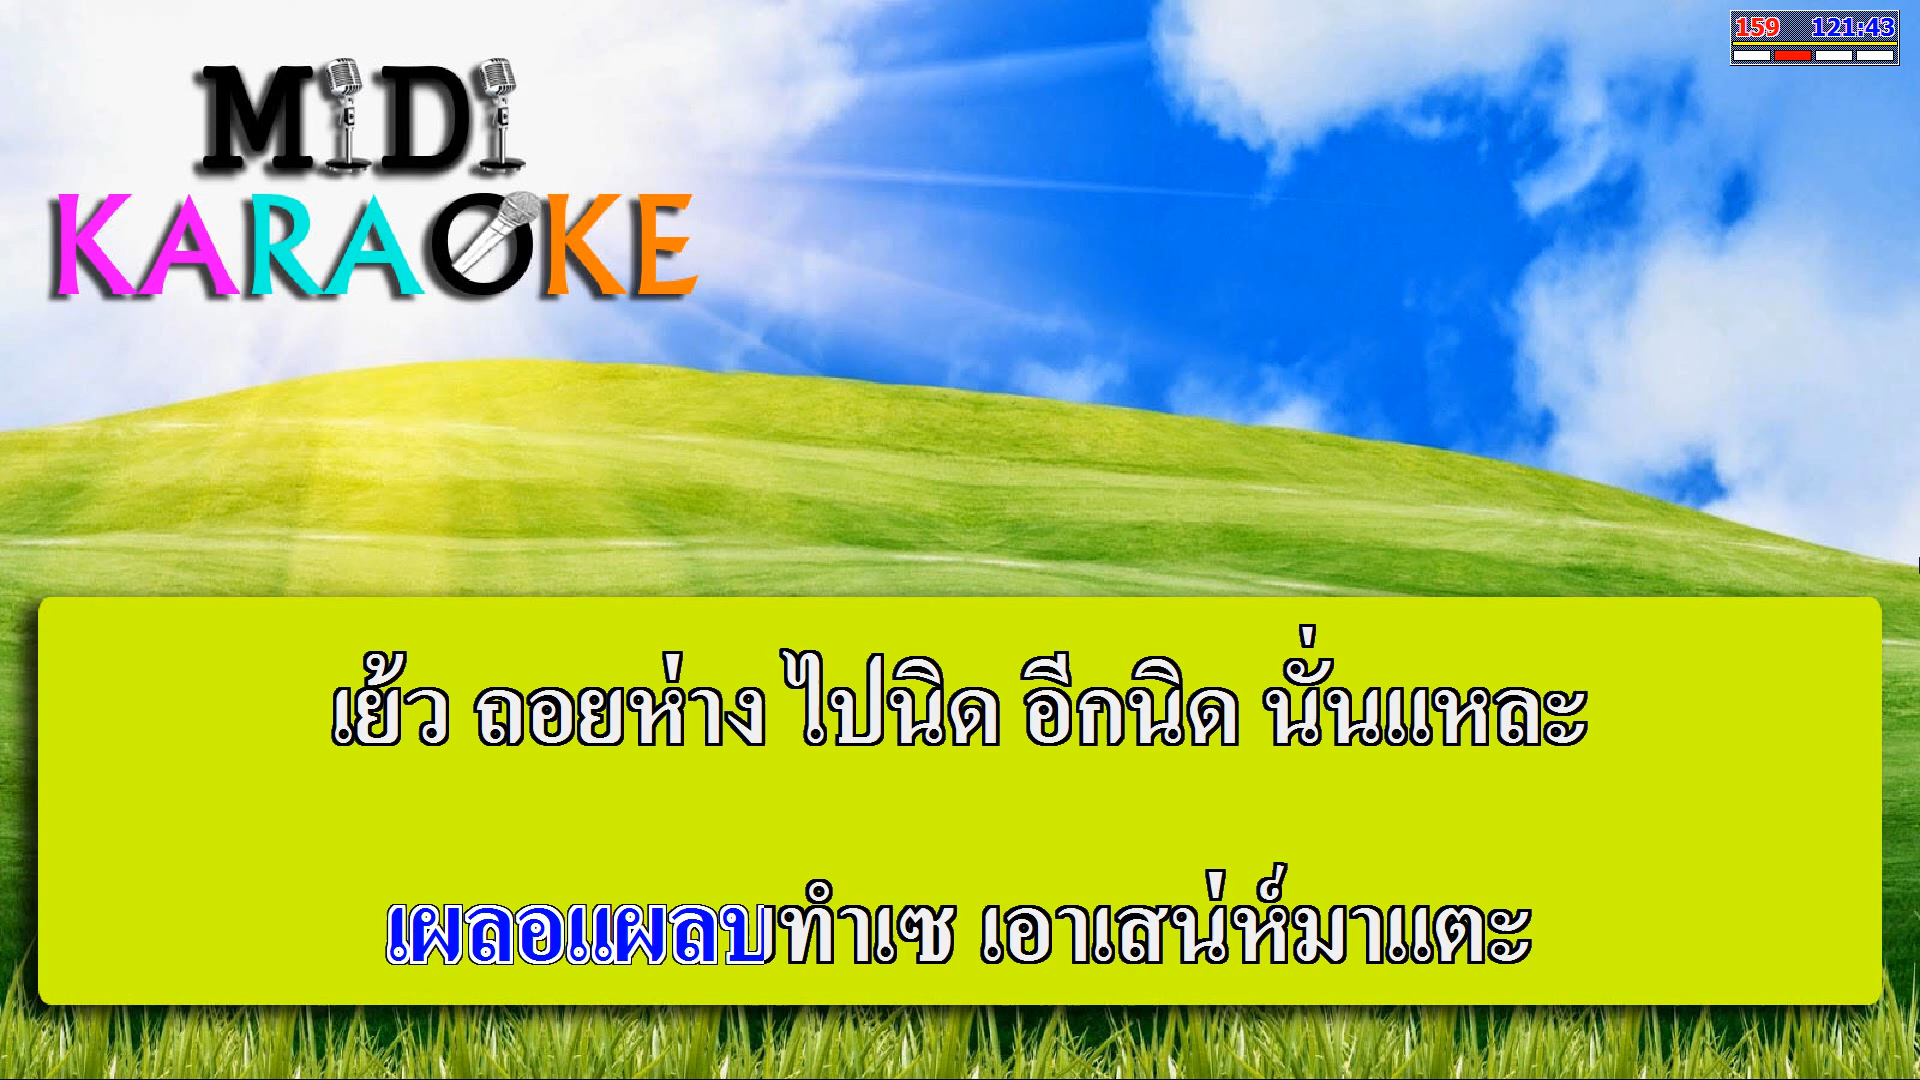 159 121:43
MiDi
KARAOKE
เย้ว ถอยห่าง ไปนิด อีกนิด นั่นแหละ
เผลอแผลบทำเซ เอาเสน่ห์มาแตะ